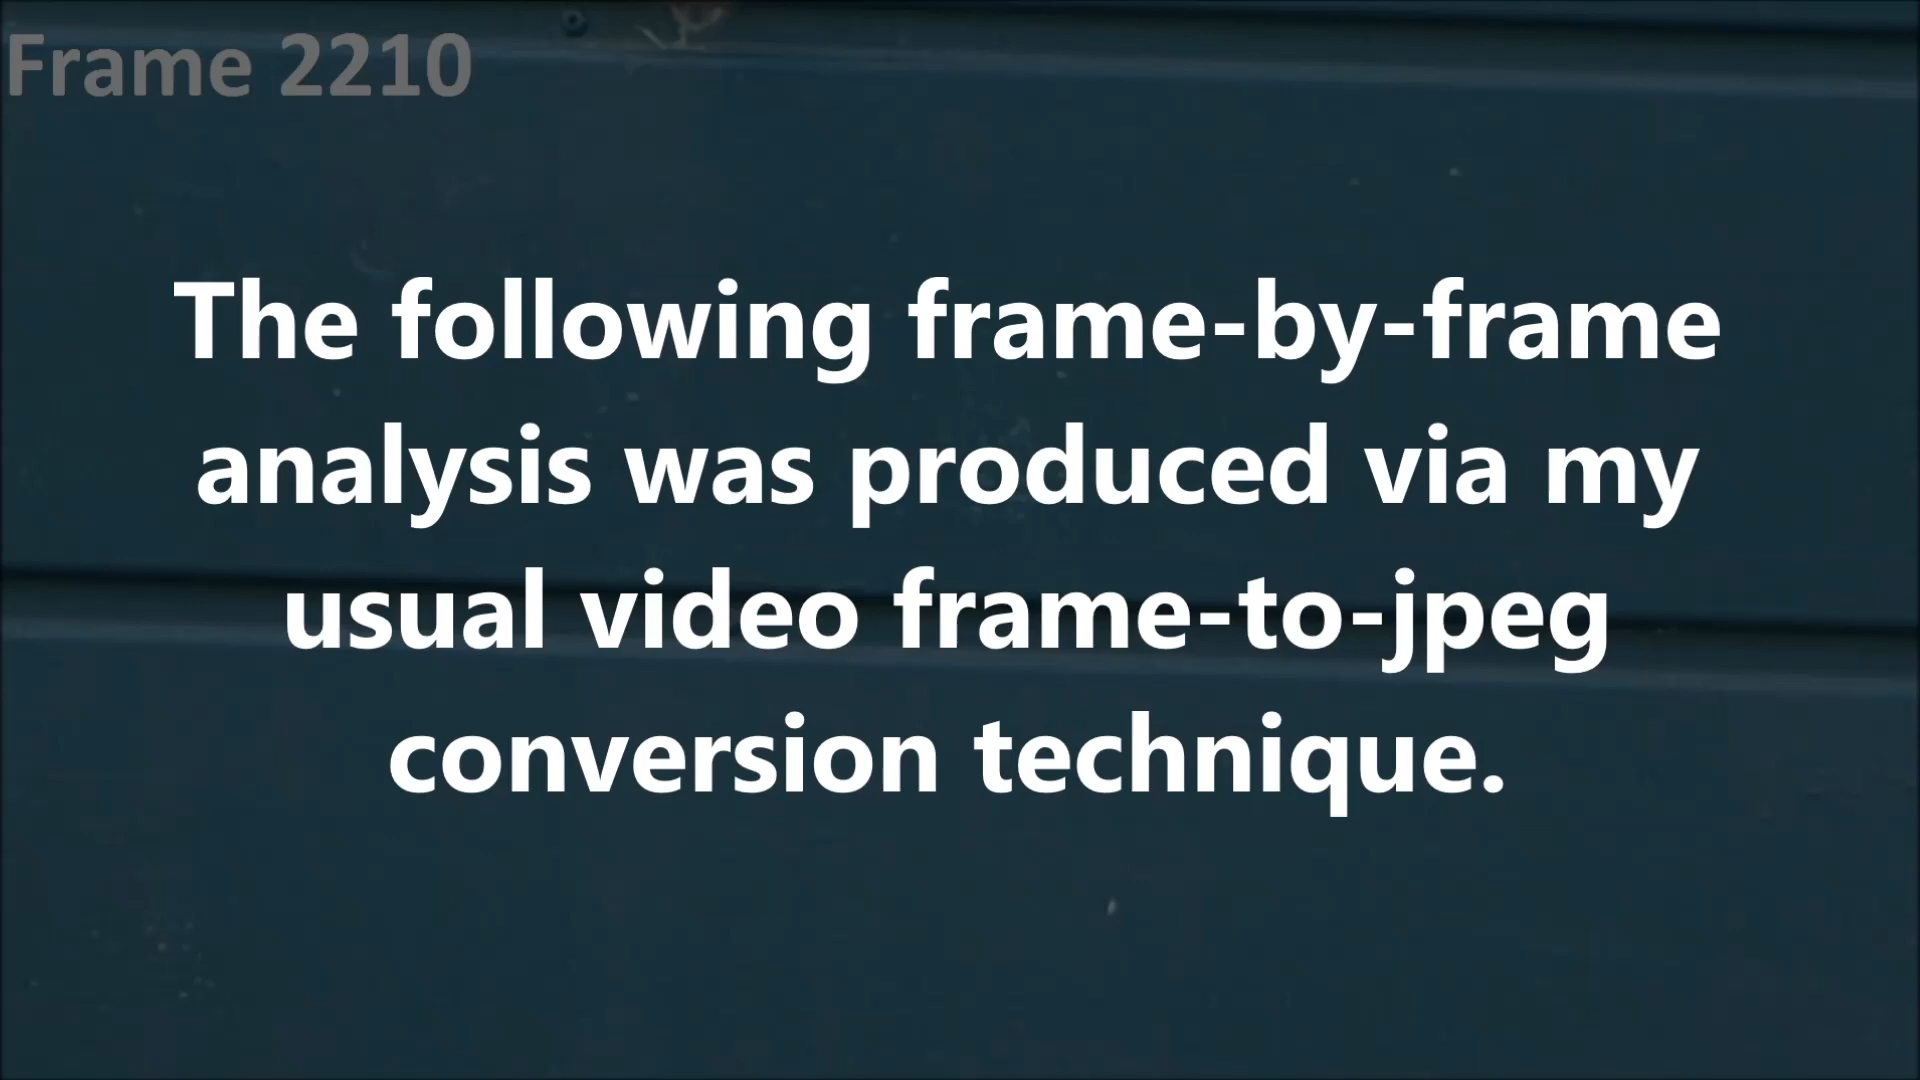 Frame 2210
The following frame-by-frame
analysis was produced via my
usual video frame-to-jpeg
conversion technique.